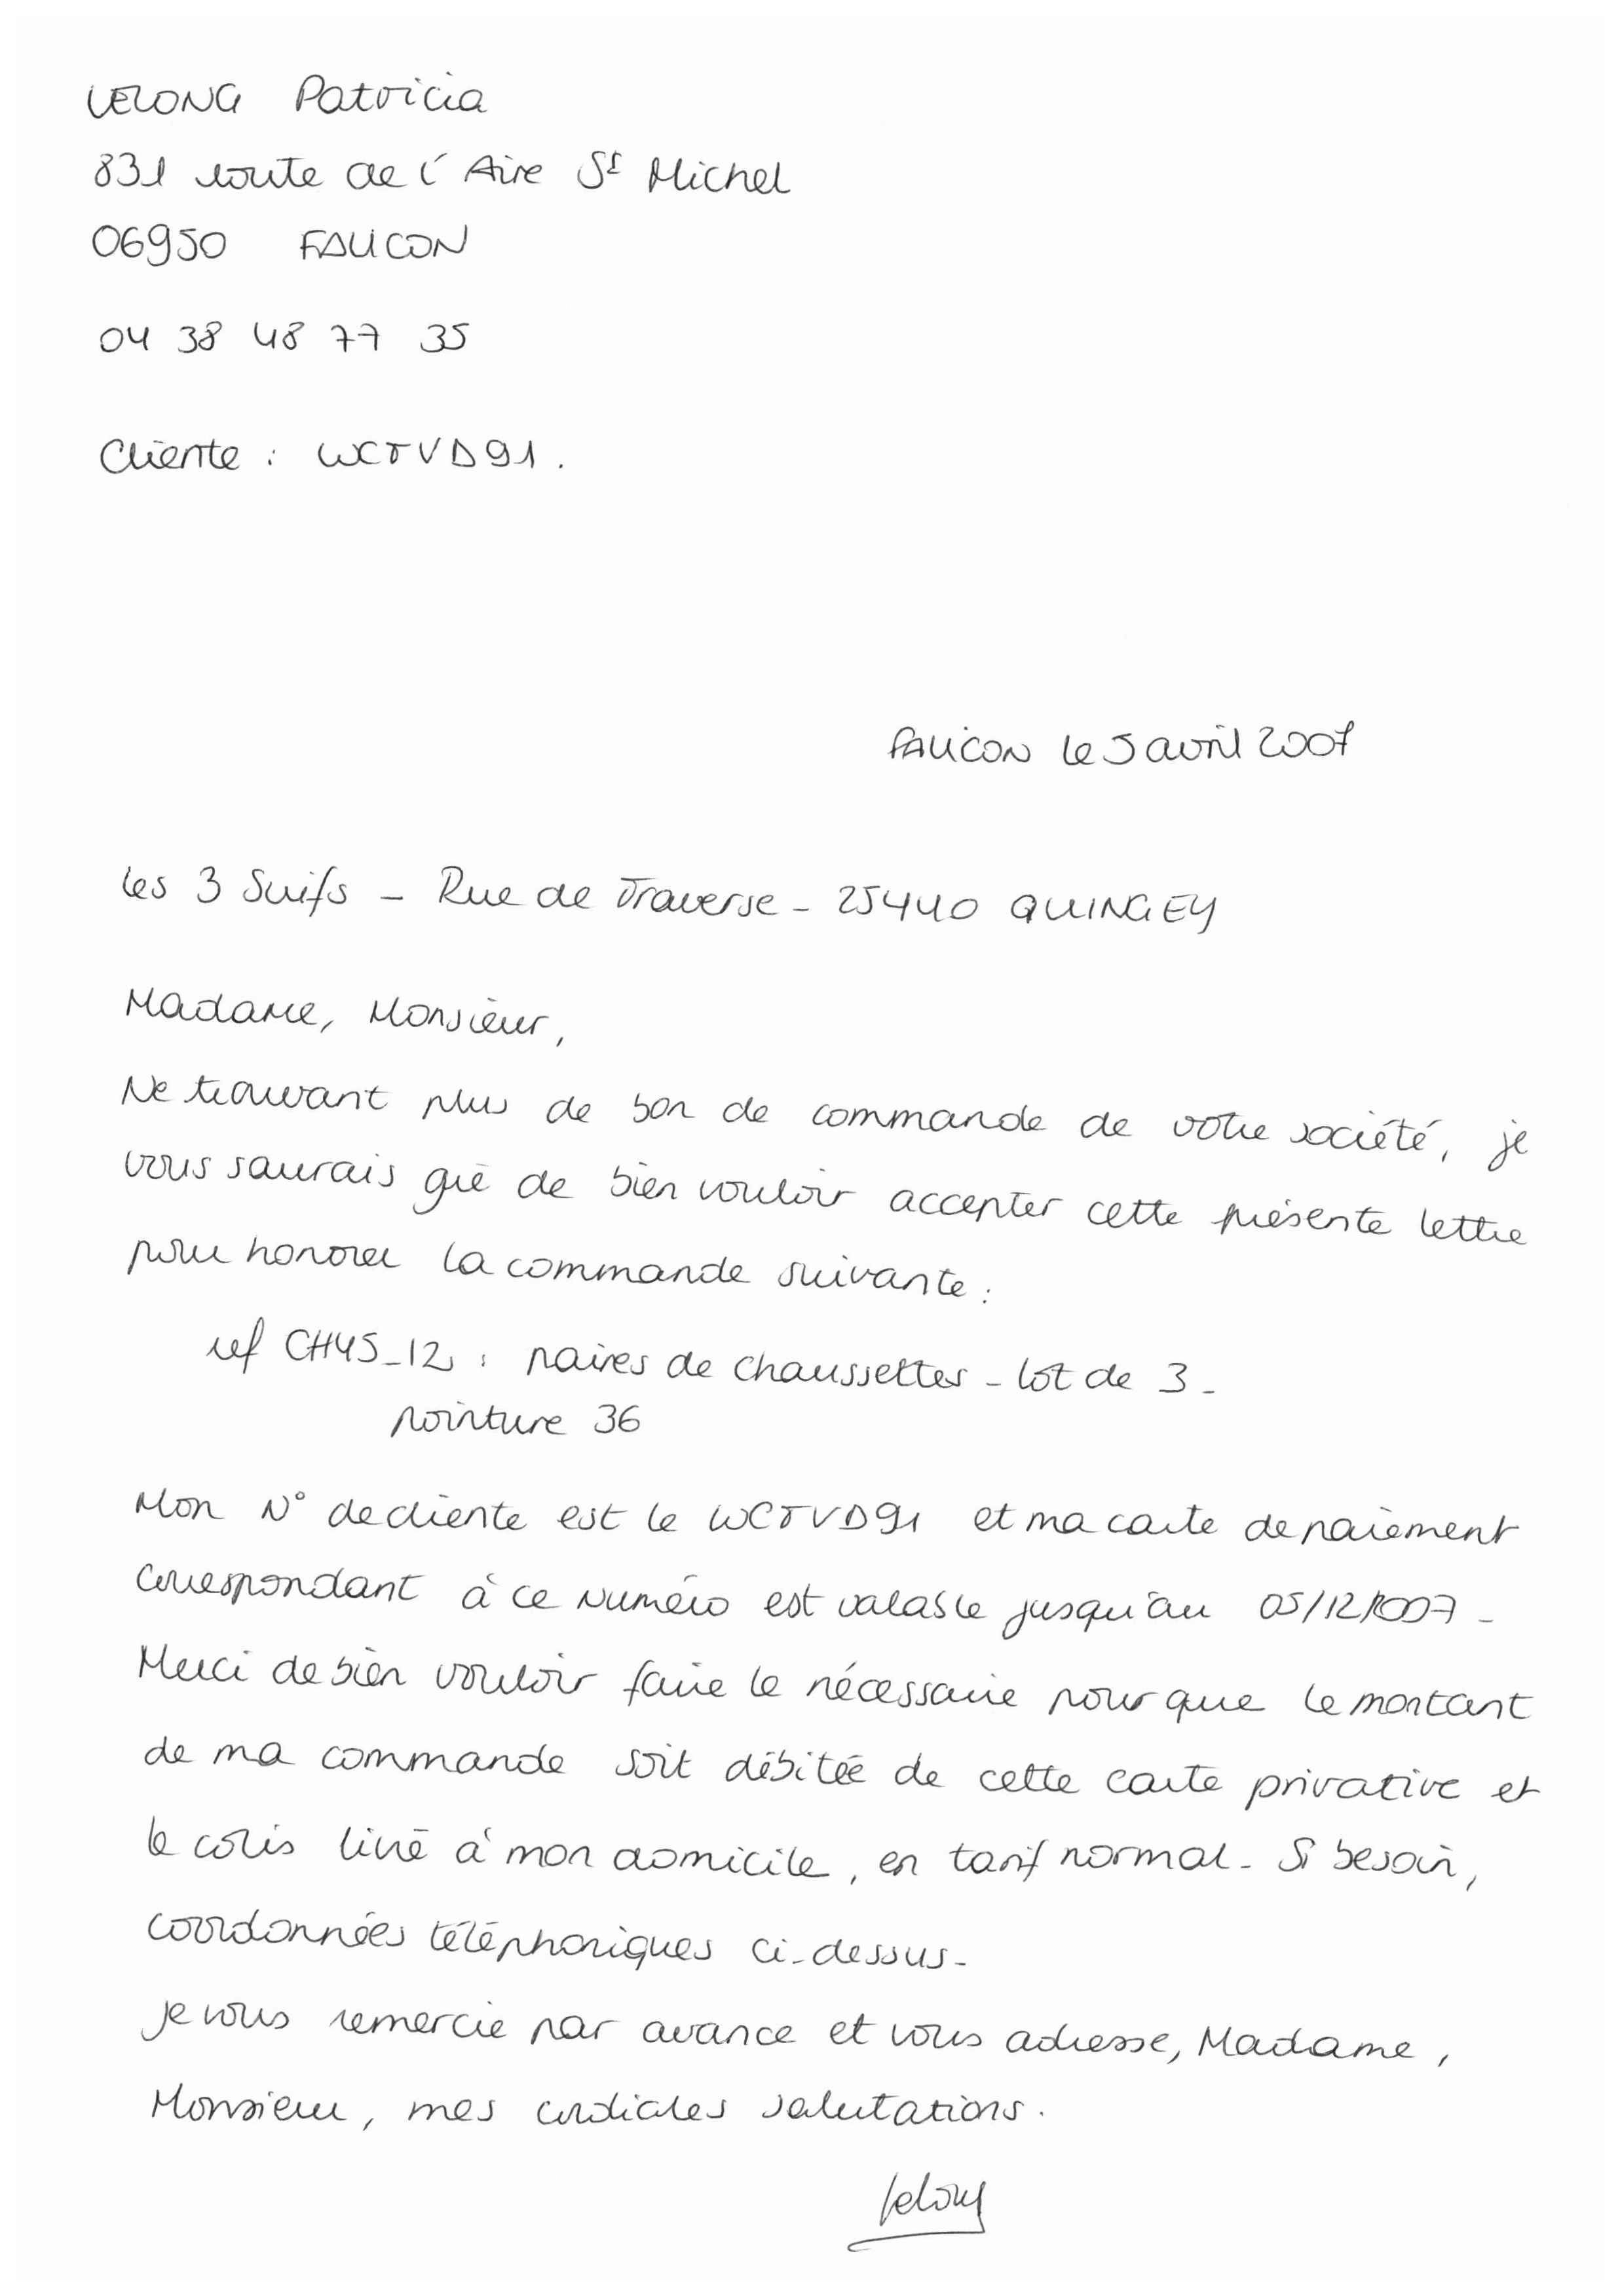 LELONG Patricia
831 route de l'Aire St Michel
06950 FALICON
04 38 48 77 35
Cliente : WCTVD91.
FALICON le 5 avril 2007
Les 3 Suifs - Rue de Traverse - 25440 QUINGEY
Madame, Monsieur,
Ne trouvant plus de bon de commande de votre société, je
vous saurais gré de bien vouloir accepter cette présente lettre
pour honorer la commande suivante :
ref CH45_12 : paires de chaussettes - lot de 3 -
pointure 36
Mon N° de cliente est le WCTVD91 et ma carte de paiement
correspondant à ce numéro est valable jusqu'au 05/12/2007 -
Merci de bien vouloir faire le nécessaire pour que le montant
de ma commande soit débitée de cette carte privative et
le colis livré à mon domicile, en tarif normal - Si besoin,
coordonnées téléphoniques ci-dessus -
Je vous remercie par avance et vous adresse, Madame,
Monsieur, mes cordiales salutations.
Lelong